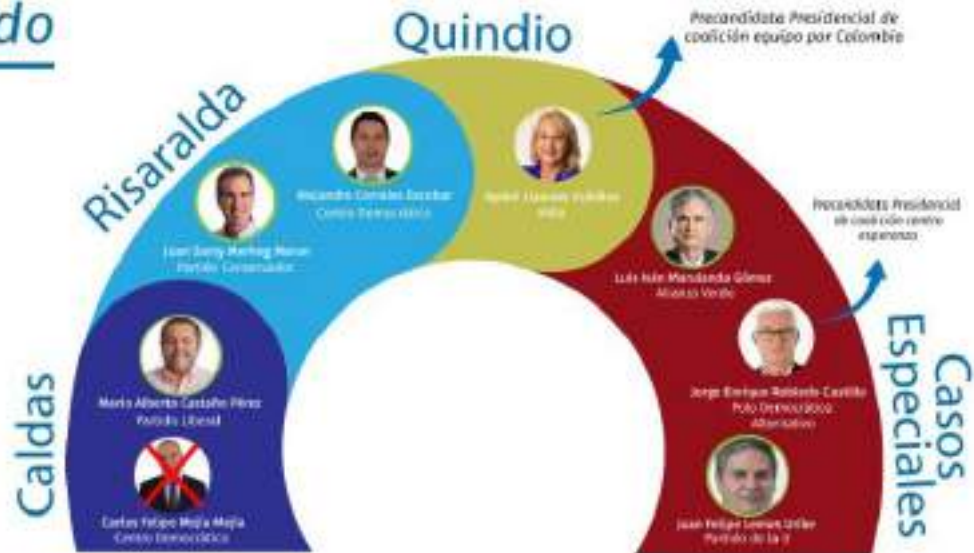 do
Quindio
Precandidata Presidencial de
coalición equipo por Colombia
Risaralda
Alejandro Corrales Escobar
Centro Democrático
Juan Samy Merheg Marun
Partido Conservador
Luis Iván Marulanda Gómez
Alianza Verde
Precandidato Presidencial
de coalición centro
esperanza
Caldas
Mario Alberto Castaño Pérez
Partido Liberal
Carlos Felipe Mejía Mejía
Centro Democrático
Jorge Enrique Robledo Castillo
Polo Democrático
Alternativo
Juan Felipe Lemos Uribe
Partido de la U
Casos
Especiales